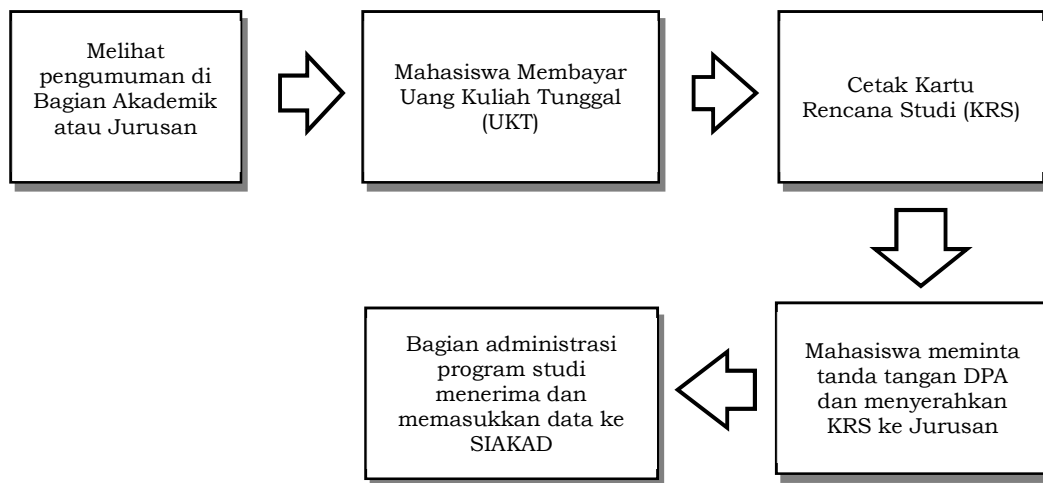 Melihat
pengumuman di
Bagian Akademik
atau Jurusan
Mahasiswa Membayar
Uang Kuliah Tunggal
(UKT)
Cetak Kartu
Rencana Studi (KRS)
Mahasiswa meminta
tanda tangan DPA
dan menyerahkan
KRS ke Jurusan
Bagian administrasi
program studi
menerima dan
memasukkan data ke
SIAKAD